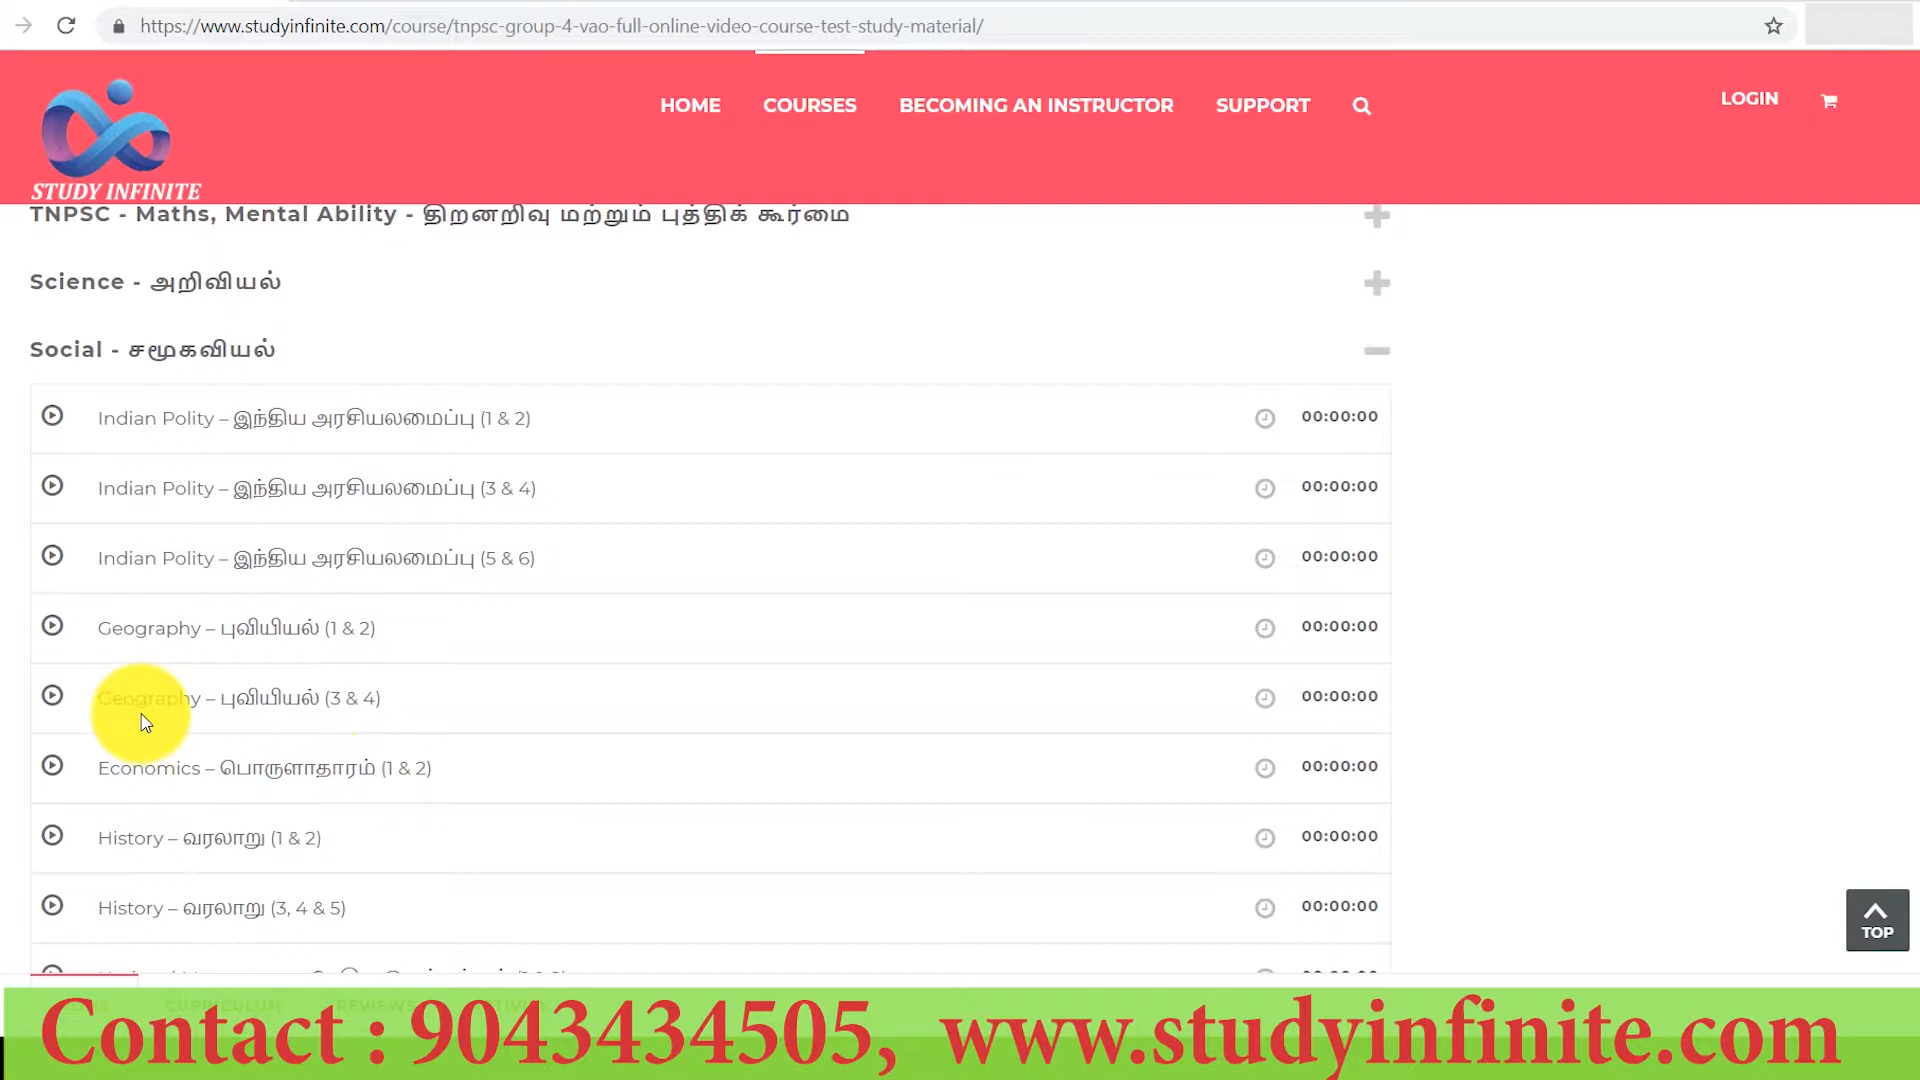 https://www.studyinfinite.com/course/tnpsc-group-4-vao-full-online-video-course-test-study-material/
HOME COURSES BECOMING AN INSTRUCTOR SUPPORT LOGIN
STUDY INFINITE
TNPSC - Maths, Mental Ability - திறனறிவு மற்றும் புத்திக் கூர்மை
Science - அறிவியல்
Social - சமூகவியல்
Indian Polity – இந்திய அரசியலமைப்பு (1 & 2) 00:00:00
Indian Polity – இந்திய அரசியலமைப்பு (3 & 4) 00:00:00
Indian Polity – இந்திய அரசியலமைப்பு (5 & 6) 00:00:00
Geography – புவியியல் (1 & 2) 00:00:00
Geography – புவியியல் (3 & 4) 00:00:00
Economics – பொருளாதாரம் (1 & 2) 00:00:00
History – வரலாறு (1 & 2) 00:00:00
History – வரலாறு (3, 4 & 5) 00:00:00
TOP
CURRICULUM REVIEWS
Contact : 9043434505, www.studyinfinite.com